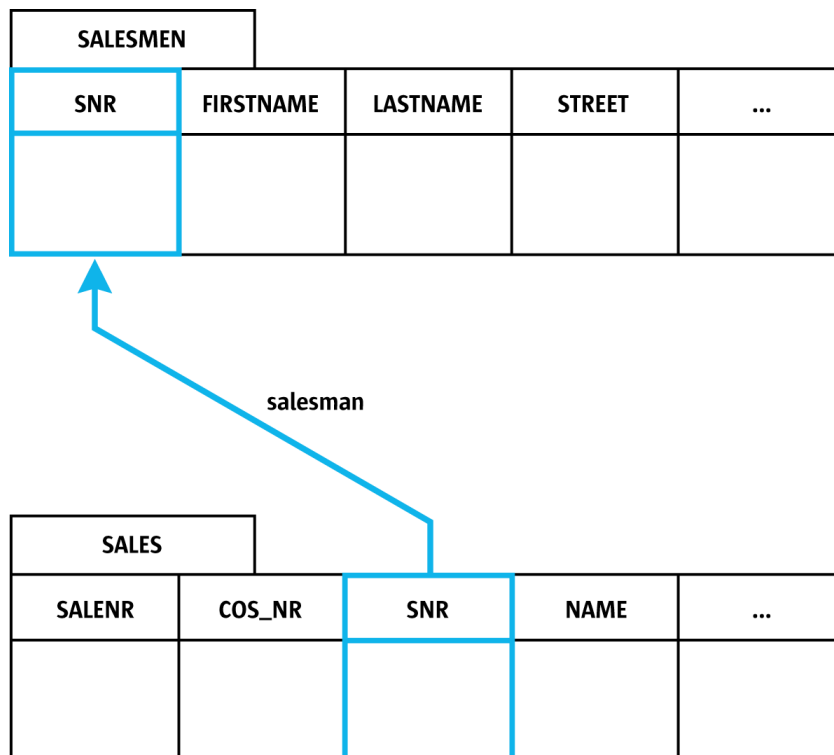 SALESMEN
SNR FIRSTNAME LASTNAME STREET ...
salesman
SALES
SALENR COS_NR SNR NAME ...